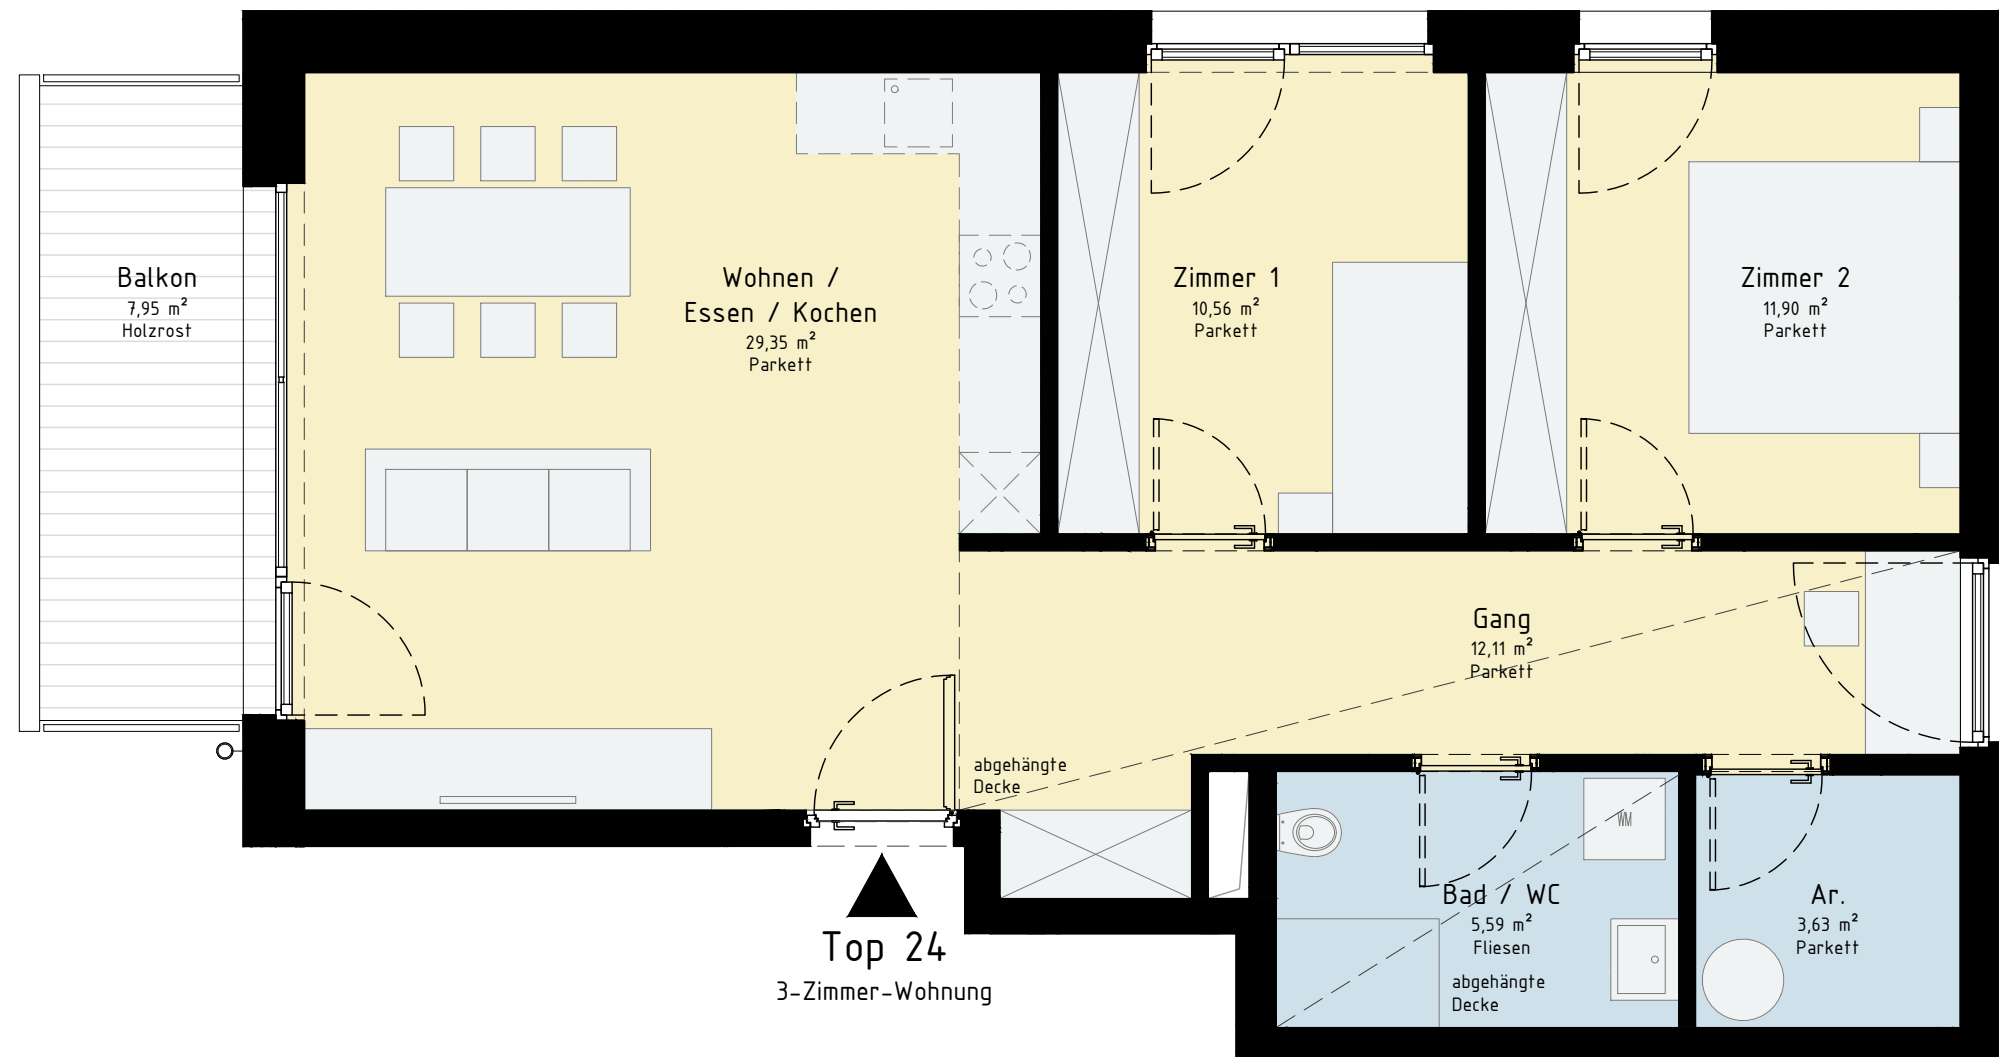 Balkon
7,95 m²
Holzrost
Wohnen /
Essen / Kochen
29,35 m²
Parkett
Zimmer 1
10,56 m²
Parkett
Zimmer 2
11,90 m²
Parkett
Gang
12,11 m²
Parkett
abgehängte
Decke
WM
Bad / WC
5,59 m²
Fliesen
abgehängte
Decke
Ar.
3,63 m²
Parkett
Top 24
3-Zimmer-Wohnung